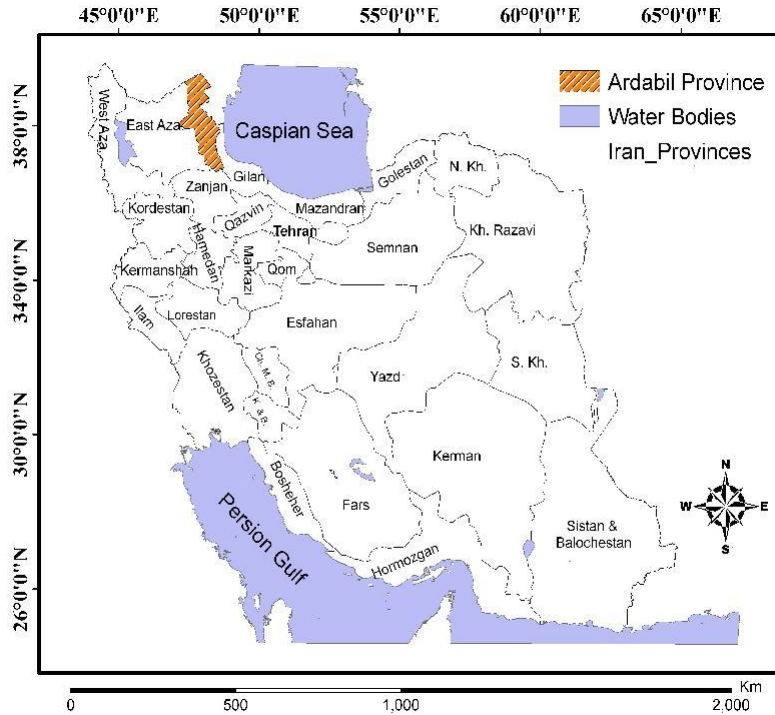 45°0'0"E 50°0'0"E 55°0'0"E 60°0'0"E 65°0'0"E
38°0'0"N
34°0'0"N
30°0'0"N
26°0'0"N
Ardabil Province
Water Bodies
Iran_Provinces
West Aza.
East Aza.
Caspian Sea
Gilan
Zanjan
Golestan
N. Kh.
Mazandran
Kordestan
Qazvin
Tehran
Semnan
Kh. Razavi
Hamedan
Markazi
Qom
Kermanshah
Ilam
Lorestan
Esfahan
Khozestan
Ch. M. B.
K. & B.
Yazd
S. Kh.
Kerman
Bosheher
Fars
Persion Gulf
Hormozgan
Sistan &
Balochestan
N
W E
S
Km
0 500 1,000 2,000